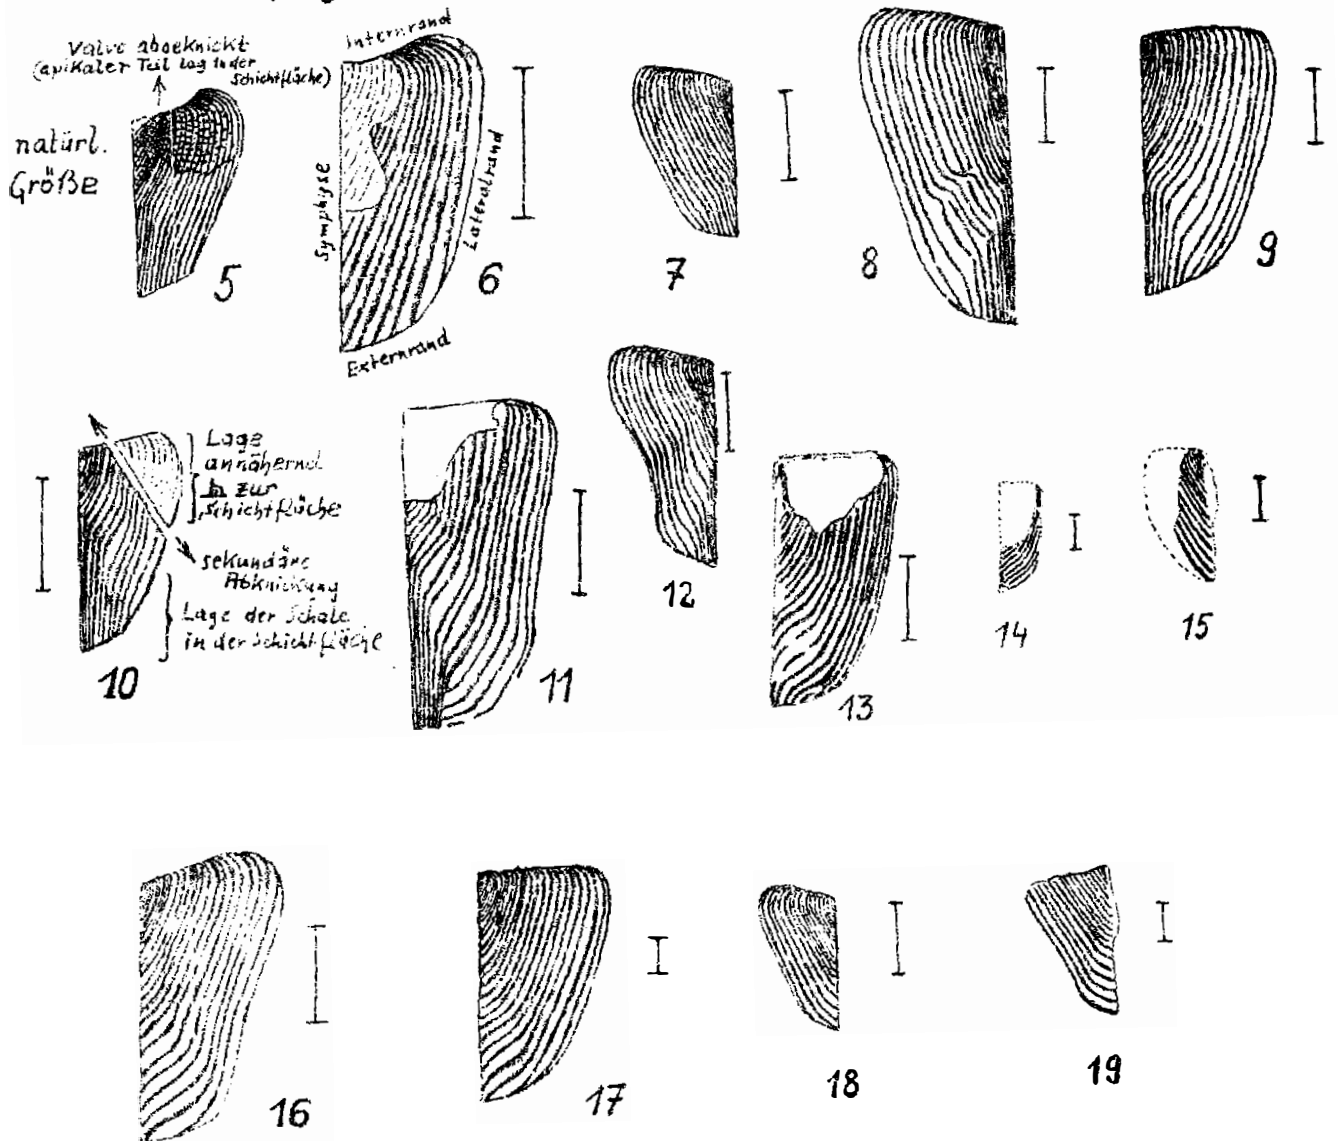 Valve abgeknickt
(apikaler Teil lag in der
Schichtfläche)
natürl.
Größe
5
Internrand
Symphyse
Lateralrand
Externrand
6
7
8
9
Lage
annähernd
zur
Schichtfläche
sekundäre
Abknickung
Lage der Schale
in der Schichtfläche
10
11
12
13
14
15
16
17
18
19